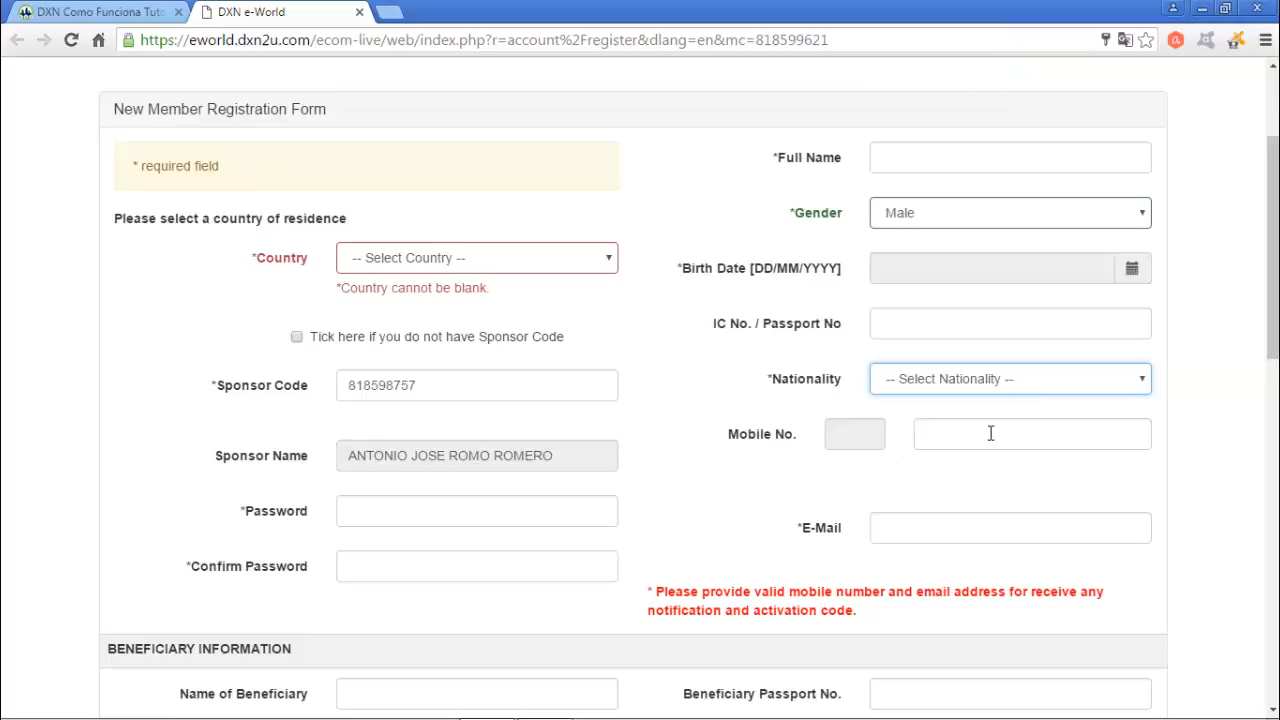 DXN Como Funciona Tuto
DXN e-World
https://eworld.dxn2u.com/ecom-live/web/index.php?r=account%2Fregister&dlang=en&mc=818599621
New Member Registration Form
* required field
Please select a country of residence
*Country
-- Select Country --
*Country cannot be blank.
Tick here if you do not have Sponsor Code
*Sponsor Code
818598757
Sponsor Name
ANTONIO JOSE ROMO ROMERO
*Password
*Confirm Password
*Full Name
*Gender
Male
*Birth Date [DD/MM/YYYY]
IC No. / Passport No
*Nationality
-- Select Nationality --
Mobile No.
*E-Mail
* Please provide valid mobile number and email address for receive any
notification and activation code.
BENEFICIARY INFORMATION
Name of Beneficiary
Beneficiary Passport No.